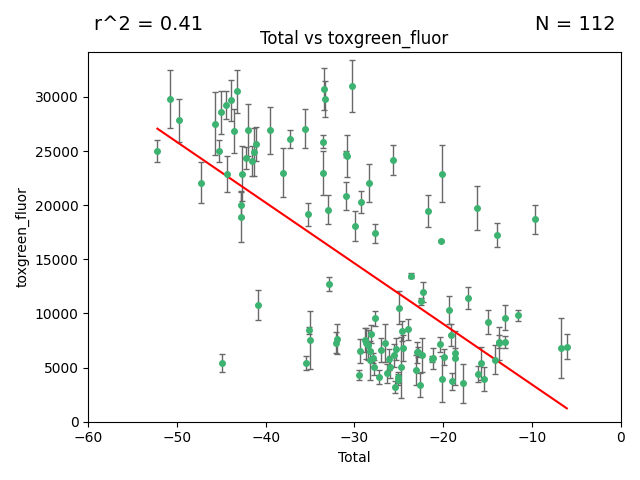 r^2 = 0.41
N = 112
Total vs toxgreen_fluor
30000
25000
20000
15000
10000
5000
0
toxgreen_fluor
−60
−50
−40
−30
−20
−10
0
Total